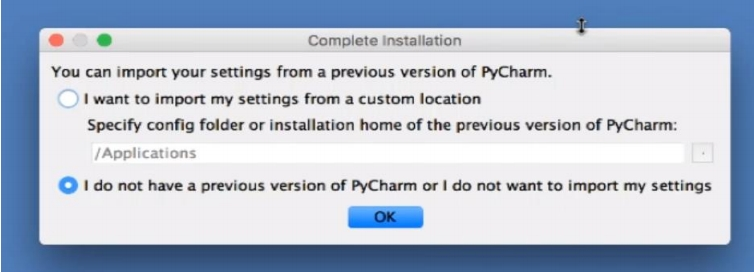 Complete Installation
You can import your settings from a previous version of PyCharm.
I want to import my settings from a custom location
Specify config folder or installation home of the previous version of PyCharm:
/Applications
I do not have a previous version of PyCharm or I do not want to import my settings
OK